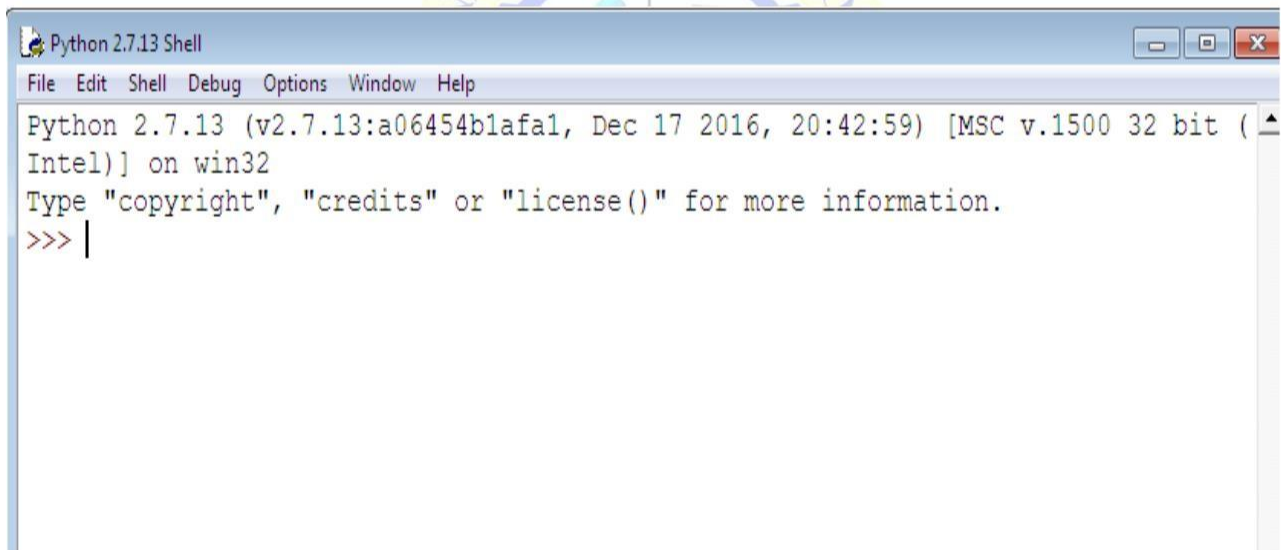 Python 2.7.13 Shell
File Edit Shell Debug Options Window Help
Python 2.7.13 (v2.7.13:a06454b1afa1, Dec 17 2016, 20:42:59) [MSC v.1500 32 bit (
Intel)] on win32
Type "copyright", "credits" or "license()" for more information.
>>>